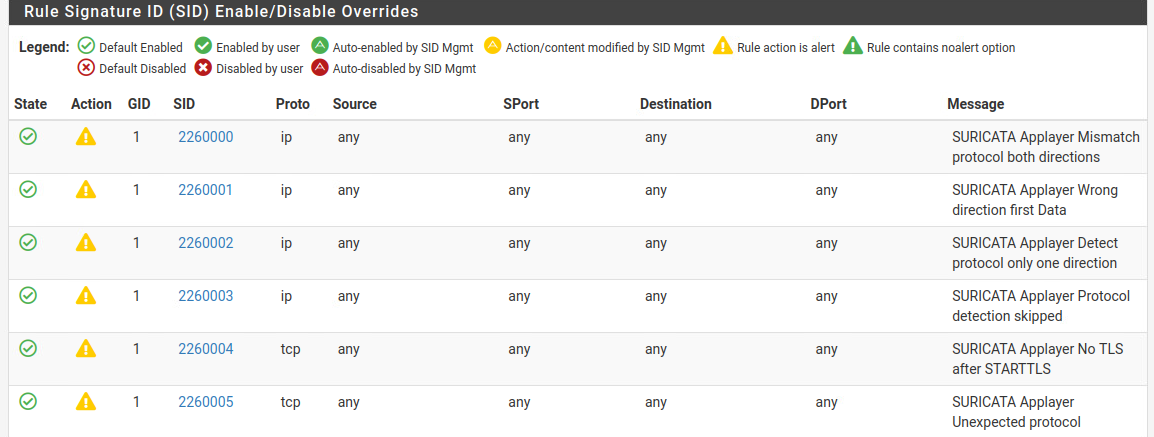 Rule Signature ID (SID) Enable/Disable Overrides
Legend: Default Enabled Enabled by user Auto-enabled by SID Mgmt Action/content modified by SID Mgmt Rule action is alert Rule contains noalert option
Default Disabled Disabled by user Auto-disabled by SID Mgmt
State Action GID SID Proto Source SPort Destination DPort Message
1 2260000 ip any any any any SURICATA Applayer Mismatch
protocol both directions
1 2260001 ip any any any any SURICATA Applayer Wrong
direction first Data
1 2260002 ip any any any any SURICATA Applayer Detect
protocol only one direction
1 2260003 ip any any any any SURICATA Applayer Protocol
detection skipped
1 2260004 tcp any any any any SURICATA Applayer No TLS
after STARTTLS
1 2260005 tcp any any any any SURICATA Applayer
Unexpected protocol